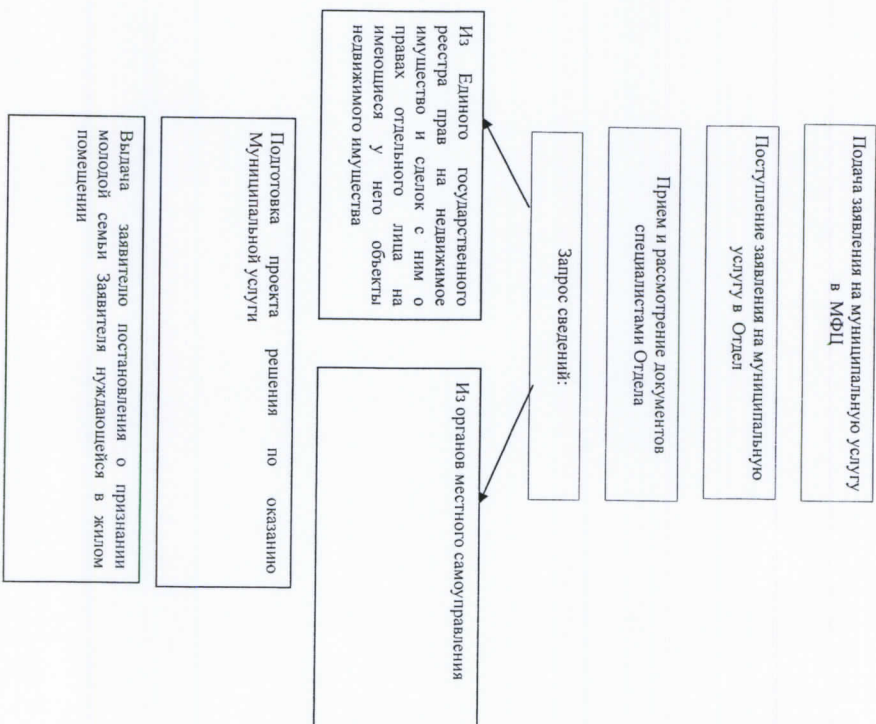 Подача заявления на муниципальную услугу
в МФЦ
Поступление заявления на муниципальную
услугу в Отдел
Прием и рассмотрение документов
специалистами Отдела
Запрос сведений:
Из Единого государственного
реестра прав на недвижимое
имущество и сделок с ним о
правах отдельного лица на
имеющиеся у него объекты
недвижимого имущества
Из органов местного самоуправления
Подготовка проекта решения по оказанию
Муниципальной услуги
Выдача заявителю постановления о признании
молодой семьи Заявителя нуждающейся в жилом
помещении